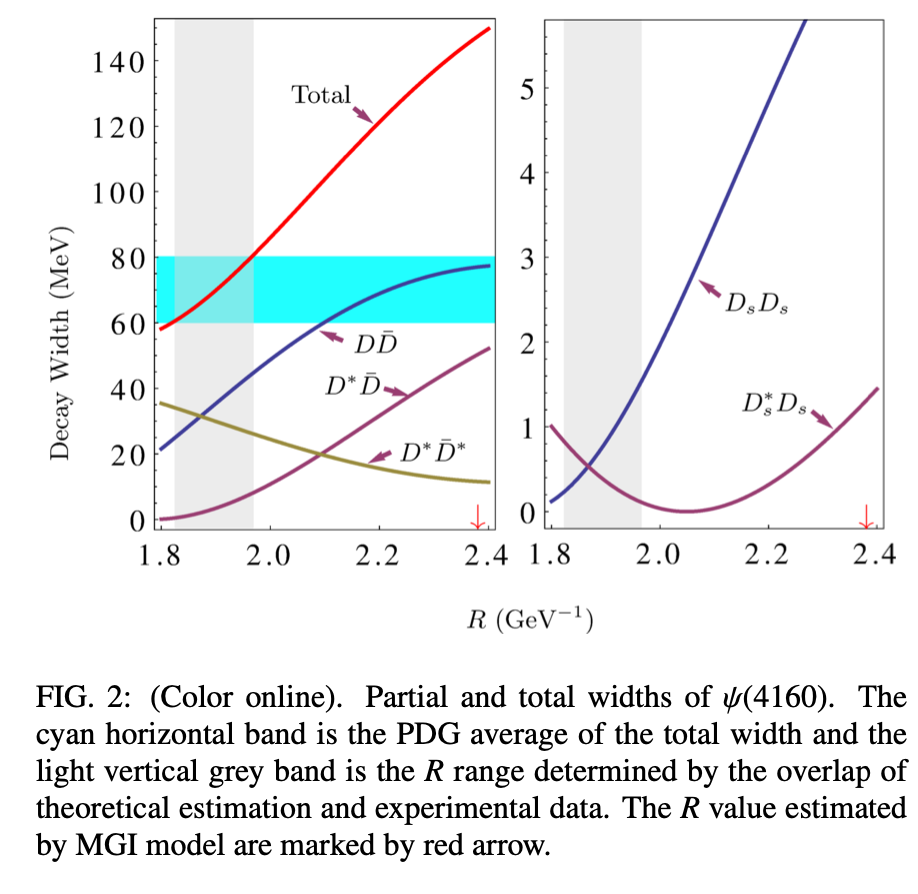 140
120
100
80
60
40
20
0
Decay Width (MeV)
Total
DD̄
D*D̄
D*D̄*
1.8 2.0 2.2 2.4
5
4
3
2
1
0
DₛDₛ
Dₛ*Dₛ
1.8 2.0 2.2 2.4
R (GeV⁻¹)
FIG. 2: (Color online). Partial and total widths of ψ(4160). The
cyan horizontal band is the PDG average of the total width and the
light vertical grey band is the R range determined by the overlap of
theoretical estimation and experimental data. The R value estimated
by MGI model are marked by red arrow.